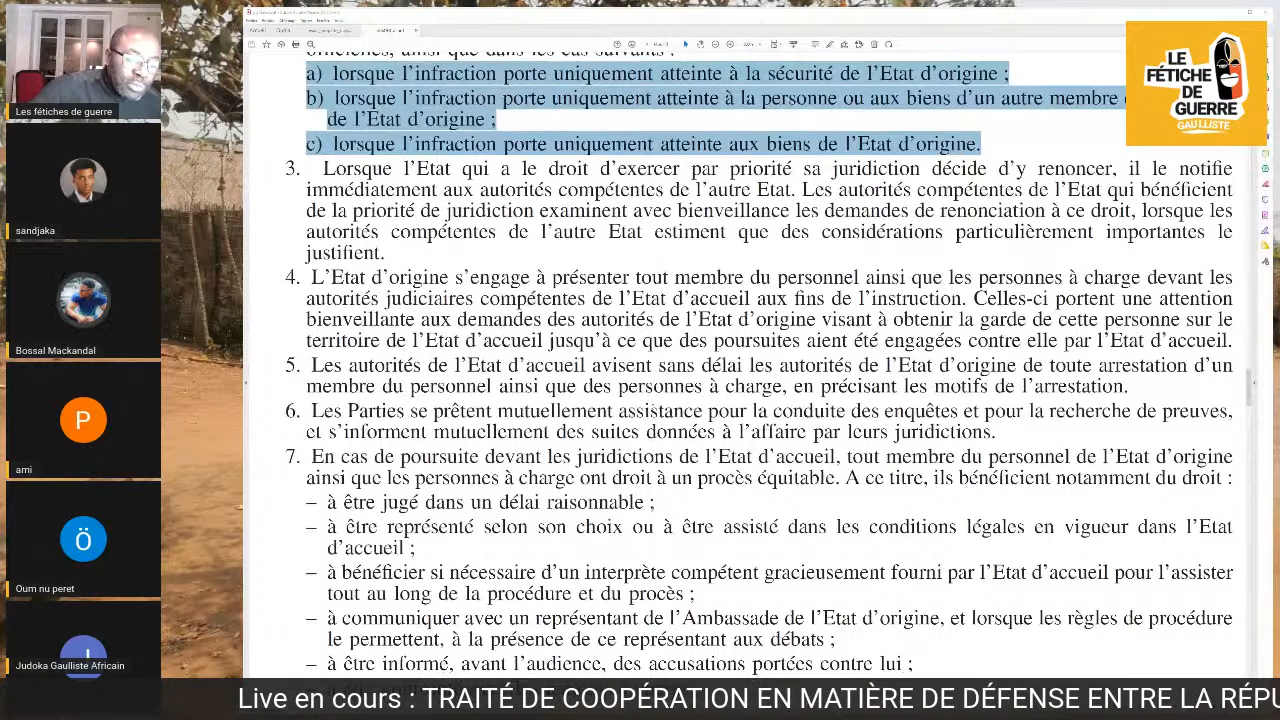 Les fétiches de guerre
sandjaka
Bossal Mackandal
P
ami
Ö
Oum nu peret
Judoka Gaulliste Africain
LE
FÉTICHE
DE
GUERRE
GAULLISTE
a) lorsque l'infraction porte uniquement atteinte à la sécurité de l'Etat d'origine ;
b) lorsque l'infraction porte uniquement atteinte à la personne ou aux biens d'un autre membre
de l'Etat d'origine ;
c) lorsque l'infraction porte uniquement atteinte aux biens de l'Etat d'origine.
3. Lorsque l'Etat qui a le droit d'exercer par priorité sa juridiction décide d'y renoncer, il le notifie
immédiatement aux autorités compétentes de l'autre Etat. Les autorités compétentes de l'Etat qui bénéficient
de la priorité de juridiction examinent avec bienveillance les demandes de renonciation à ce droit, lorsque les
autorités compétentes de l'autre Etat estiment que des considérations particulièrement importantes le
justifient.
4. L'Etat d'origine s'engage à présenter tout membre du personnel ainsi que les personnes à charge devant les
autorités judiciaires compétentes de l'Etat d'accueil aux fins de l'instruction. Celles-ci portent une attention
bienveillante aux demandes des autorités de l'Etat d'origine visant à obtenir la garde de cette personne sur le
territoire de l'Etat d'accueil jusqu'à ce que des poursuites aient été engagées contre elle par l'Etat d'accueil.
5. Les autorités de l'Etat d'accueil avisent sans délai les autorités de l'Etat d'origine de toute arrestation d'un
membre du personnel ainsi que des personnes à charge, en précisant les motifs de l'arrestation.
6. Les Parties se prêtent mutuellement assistance pour la conduite des enquêtes et pour la recherche de preuves,
et s'informent mutuellement des suites données à l'affaire par leurs juridictions.
7. En cas de poursuite devant les juridictions de l'Etat d'accueil, tout membre du personnel de l'Etat d'origine
ainsi que les personnes à charge ont droit à un procès équitable. A ce titre, ils bénéficient notamment du droit :
– à être jugé dans un délai raisonnable ;
– à être représenté selon son choix ou à être assisté dans les conditions légales en vigueur dans l'Etat
d'accueil ;
– à bénéficier si nécessaire d'un interprète compétent gracieusement fourni par l'Etat d'accueil pour l'assister
tout au long de la procédure et du procès ;
– à communiquer avec un représentant de l'Ambassade de l'Etat d'origine, et lorsque les règles de procédure
le permettent, à la présence de ce représentant aux débats ;
– à être informé, avant l'audience, des accusations portées contre lui ;
Live en cours : TRAITÉ DE COOPÉRATION EN MATIÈRE DE DÉFENSE ENTRE LA RÉPU